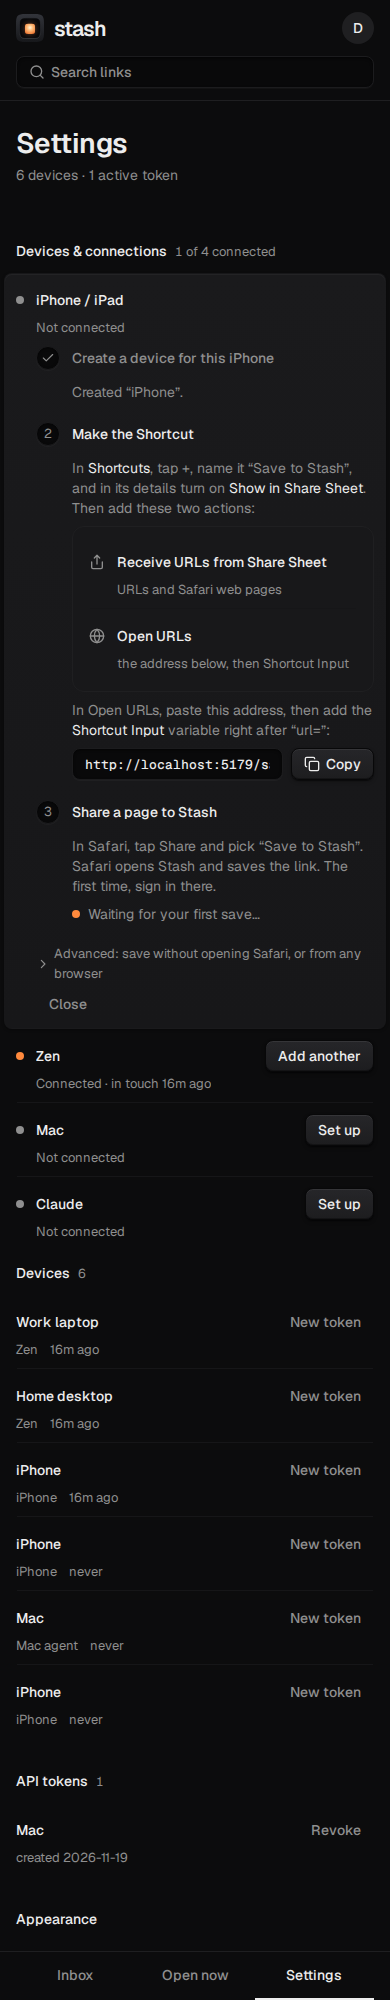 stash
D
Search links
Settings
6 devices · 1 active token
Devices & connections 1 of 4 connected
iPhone / iPad
Not connected
Create a device for this iPhone
Created “iPhone”.
2 Make the Shortcut
In Shortcuts, tap +, name it “Save to Stash”,
and in its details turn on Show in Share Sheet.
Then add these two actions:
Receive URLs from Share Sheet
URLs and Safari web pages
Open URLs
the address below, then Shortcut Input
In Open URLs, paste this address, then add the
Shortcut Input variable right after “url=”:
http://localhost:5179/s
Copy
3 Share a page to Stash
In Safari, tap Share and pick “Save to Stash”.
Safari opens Stash and saves the link. The
first time, sign in there.
Waiting for your first save…
Advanced: save without opening Safari, or from any
browser
Close
Zen
Add another
Connected · in touch 16m ago
Mac
Set up
Not connected
Claude
Set up
Not connected
Devices 6
Work laptop
New token
Zen 16m ago
Home desktop
New token
Zen 16m ago
iPhone
New token
iPhone 16m ago
iPhone
New token
iPhone never
Mac
New token
Mac agent never
iPhone
New token
iPhone never
API tokens 1
Mac
Revoke
created 2026-11-19
Appearance
Inbox
Open now
Settings